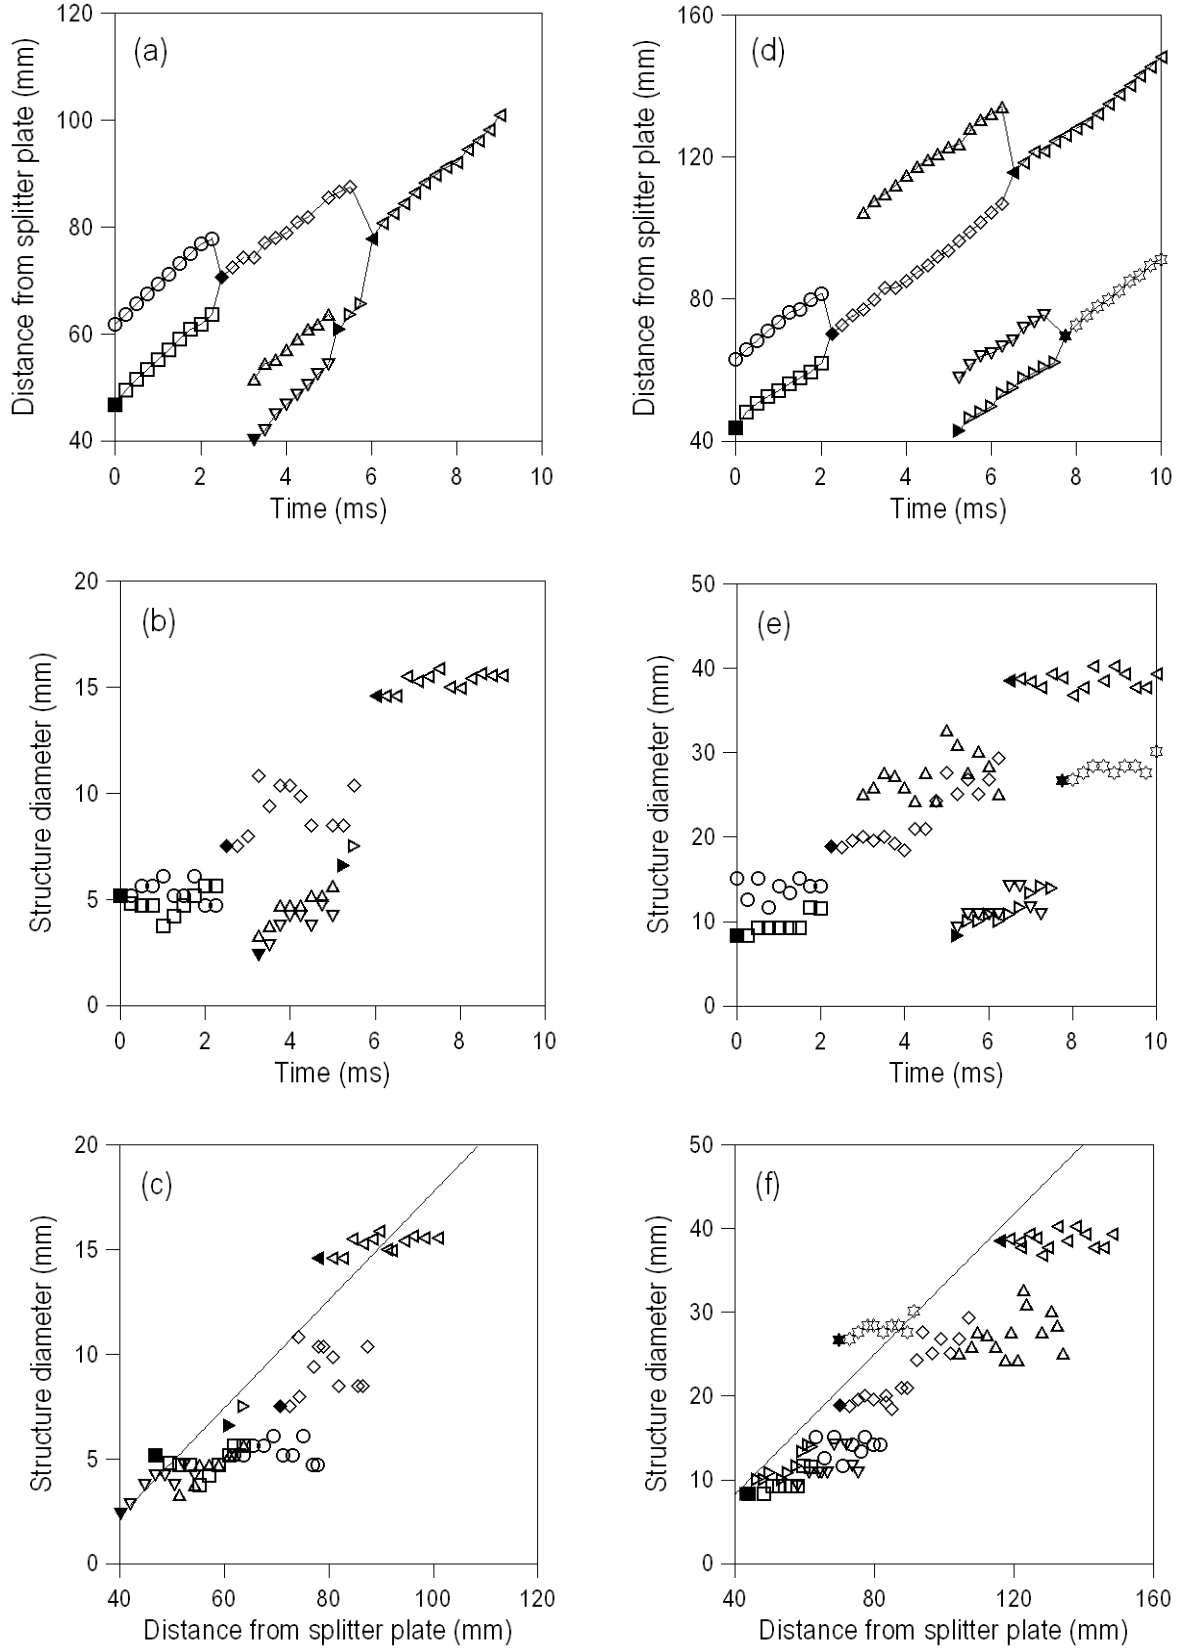 (a)
Distance from splitter plate (mm)
120
100
80
60
40
0 2 4 6 8 10
Time (ms)
(d)
Distance from splitter plate (mm)
160
120
80
40
0 2 4 6 8 10
Time (ms)
(b)
Structure diameter (mm)
20
15
10
5
0
0 2 4 6 8 10
Time (ms)
(e)
Structure diameter (mm)
50
40
30
20
10
0
0 2 4 6 8 10
Time (ms)
(c)
Structure diameter (mm)
20
15
10
5
0
40 60 80 100 120
Distance from splitter plate (mm)
(f)
Structure diameter (mm)
50
40
30
20
10
0
40 80 120 160
Distance from splitter plate (mm)